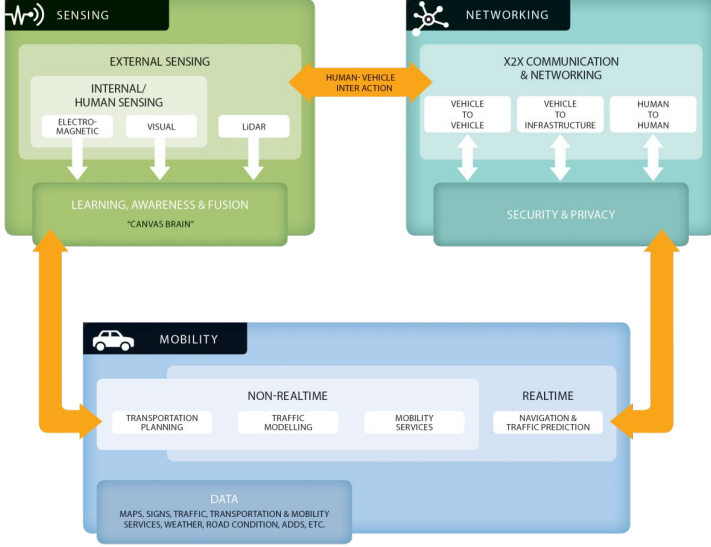 SENSING
EXTERNAL SENSING
INTERNAL/
HUMAN SENSING
ELECTRO-
MAGNETIC
VISUAL
LiDAR
LEARNING, AWARENESS & FUSION
"CANVAS BRAIN"
HUMAN- VEHICLE
INTER ACTION
NETWORKING
X2X COMMUNICATION
& NETWORKING
VEHICLE
TO
VEHICLE
VEHICLE
TO
INFRASTRUCTURE
HUMAN
TO
HUMAN
SECURITY & PRIVACY
MOBILITY
NON-REALTIME
TRANSPORTATION
PLANNING
TRAFFIC
MODELLING
MOBILITY
SERVICES
REALTIME
NAVIGATION &
TRAFFIC PREDICTION
DATA
MAPS, SIGNS, TRAFFIC, TRANSPORTATION & MOBILITY
SERVICES, WEATHER, ROAD CONDITION, ADDS, ETC.